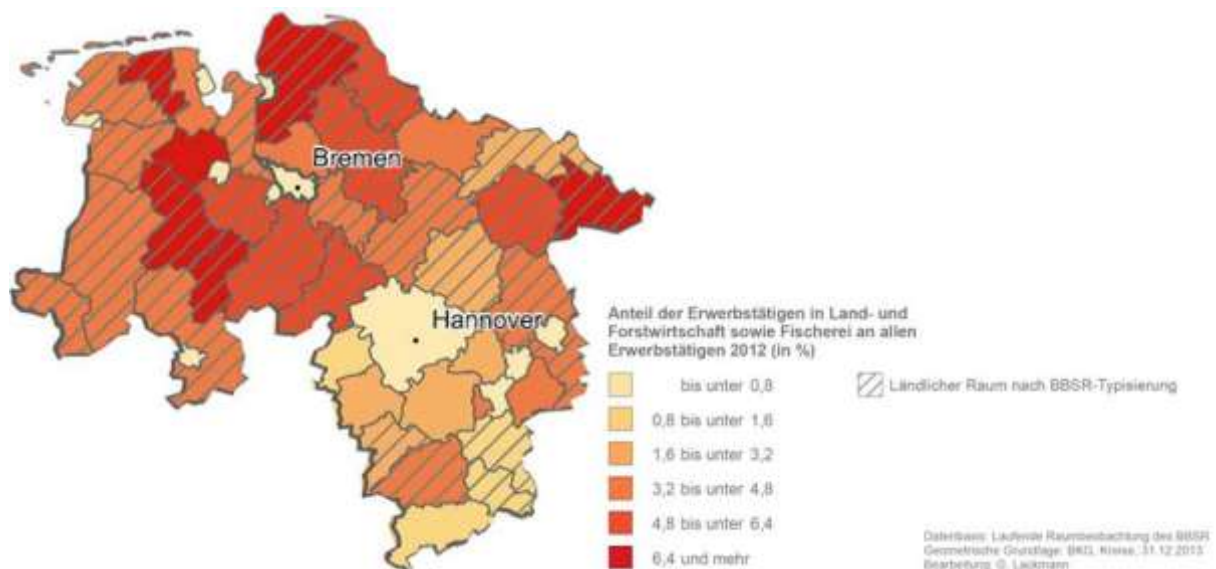 Bremen
Hannover
Anteil der Erwerbstätigen in Land- und
Forstwirtschaft sowie Fischerei an allen
Erwerbstätigen 2012 (in %)
bis unter 0,8
0,8 bis unter 1,6
1,6 bis unter 3,2
3,2 bis unter 4,8
4,8 bis unter 6,4
6,4 und mehr
Ländlicher Raum nach BBSR-Typisierung
Datenbasis: Laufende Raumbeobachtung des BBSR
Geometrische Grundlage: BKG, Kreise, 31.12.2013
Bearbeitung: G. Lackmann